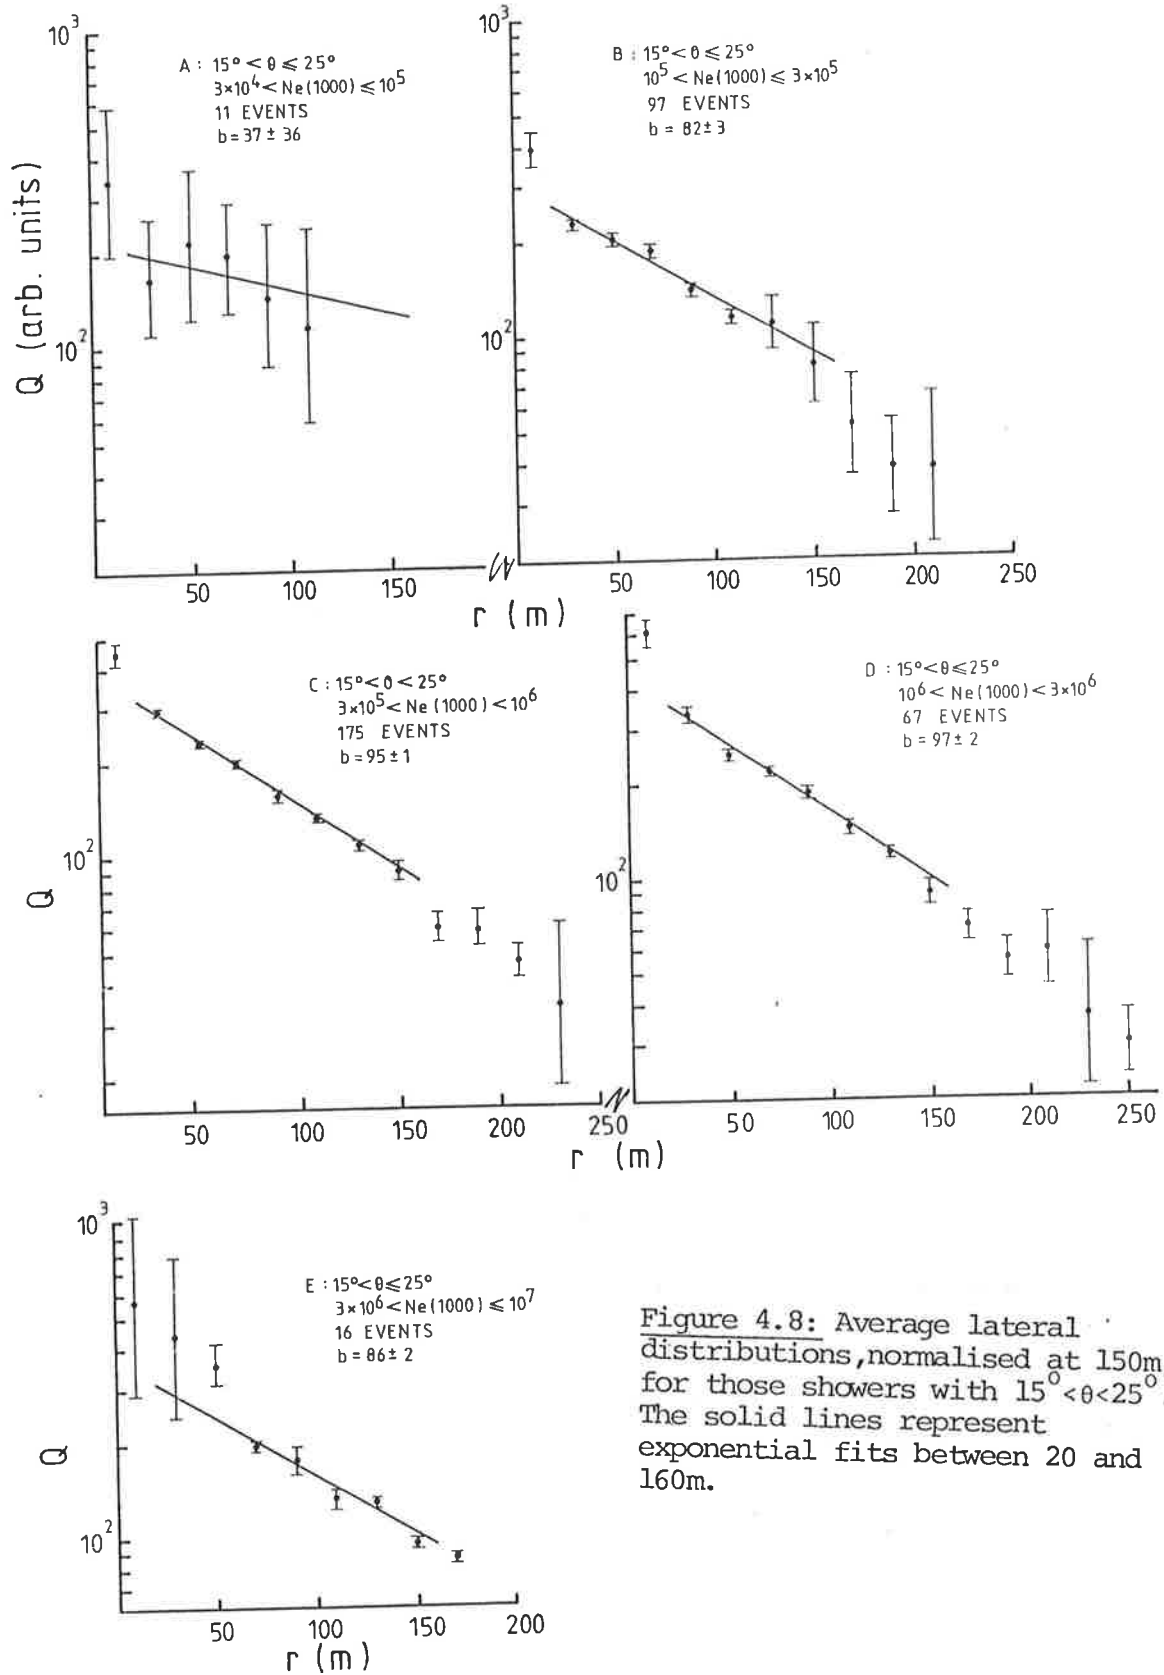 10³
A : 15° < θ ≤ 25°
3×10⁴ < Ne(1000) ≤ 10⁵
11 EVENTS
b = 37 ± 36
Q (arb. units)
10²
50 100 150
10³
B : 15° < θ ≤ 25°
10⁵ < Ne(1000) ≤ 3×10⁵
97 EVENTS
b = 82 ± 3
10²
50 100 150 200 250
r (m)
C : 15° < θ < 25°
3×10⁵ < Ne(1000) < 10⁶
175 EVENTS
b = 95 ± 1
10²
Q
50 100 150 200 250
D : 15° < θ ≤ 25°
10⁶ < Ne(1000) < 3×10⁶
67 EVENTS
b = 97 ± 2
10²
50 100 150 200 250
r (m)
10³
E : 15° < θ ≤ 25°
3×10⁶ < Ne(1000) ≤ 10⁷
16 EVENTS
b = 86 ± 2
Q
10²
50 100 150 200
r (m)
Figure 4.8: Average lateral
distributions,normalised at 150m
for those showers with 15°<θ<25°
The solid lines represent
exponential fits between 20 and
160m.